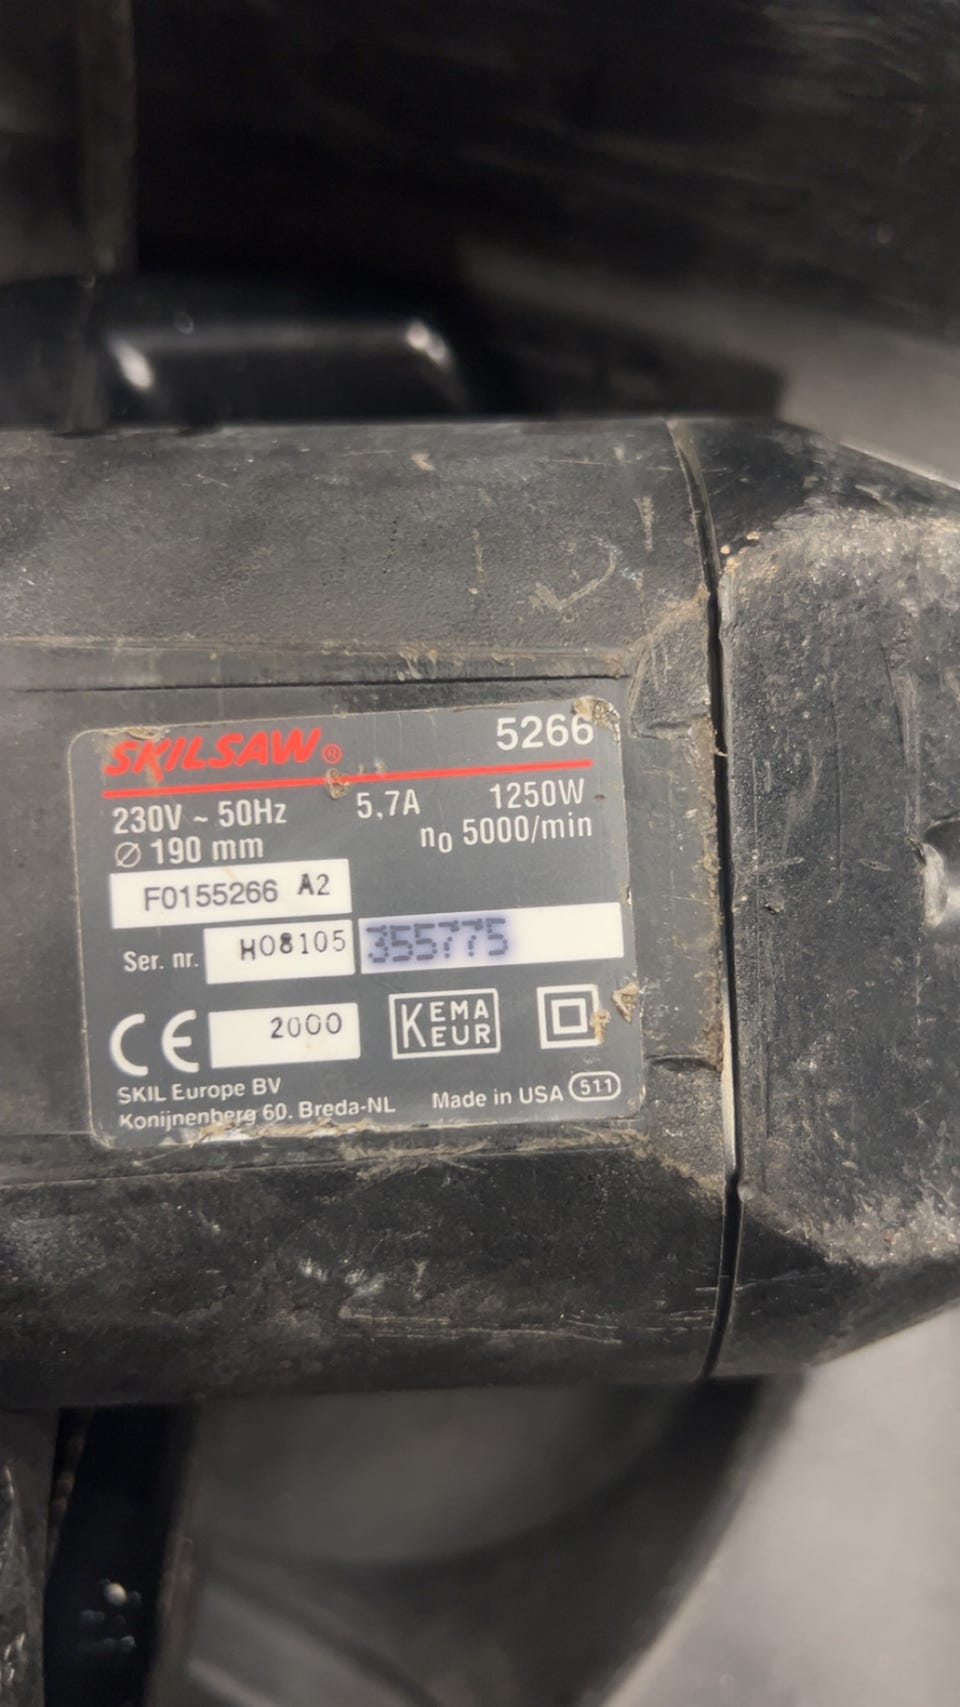 SKILSAW® 5266
230V ~ 50Hz 5,7A 1250W
Ø 190 mm n₀ 5000/min
F0155266 A2
Ser. nr. H08105 355775
CE 2000 KEMA KEUR
SKIL Europe BV
Konijnenberg 60. Breda-NL Made in USA 511